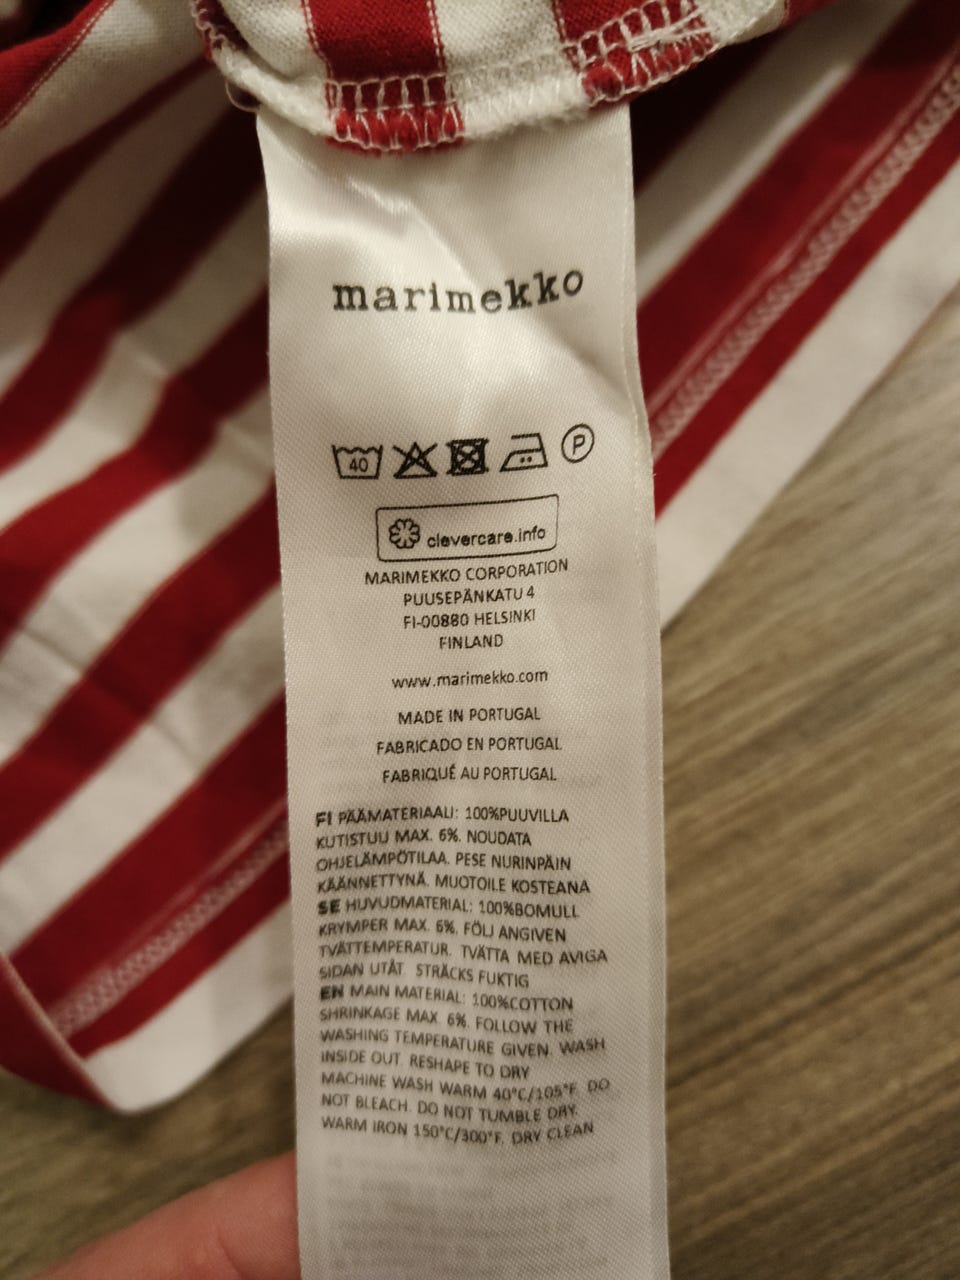 marimekko
40 P
clevercare.info
MARIMEKKO CORPORATION
PUUSEPÄNKATU 4
FI-00880 HELSINKI
FINLAND
www.marimekko.com
MADE IN PORTUGAL
FABRICADO EN PORTUGAL
FABRIQUÉ AU PORTUGAL
FI PÄÄMATERIAALI: 100%PUUVILLA
KUTISTUU MAX. 6%. NOUDATA
OHJELÄMPÖTILAA. PESE NURINPÄIN
KÄÄNNETTYNÄ. MUOTOILE KOSTEANA
SE HUVUDMATERIAL: 100%BOMULL
KRYMPER MAX. 6%. FÖLJ ANGIVEN
TVÄTTEMPERATUR. TVÄTTA MED AVIGA
SIDAN UTÅT. STRÄCKS FUKTIG
EN MAIN MATERIAL: 100%COTTON
SHRINKAGE MAX. 6%. FOLLOW THE
WASHING TEMPERATURE GIVEN. WASH
INSIDE OUT. RESHAPE TO DRY
MACHINE WASH WARM 40°C/105°F. DO
NOT BLEACH. DO NOT TUMBLE DRY.
WARM IRON 150°C/300°F. DRY CLEAN